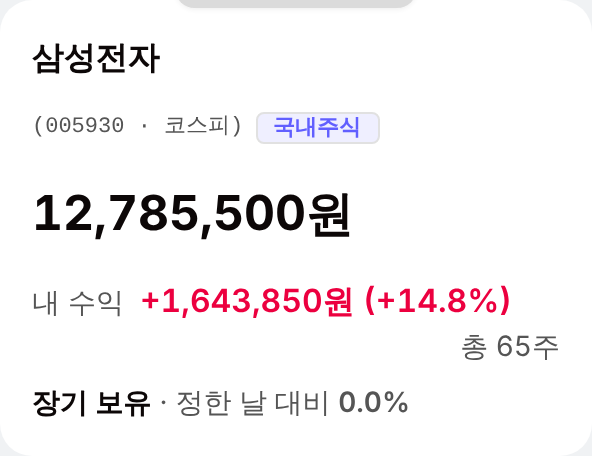 삼성전자
(005930 · 코스피) 국내주식
12,785,500원
내 수익 +1,643,850원 (+14.8%)
총 65주
장기 보유 · 정한 날 대비 0.0%